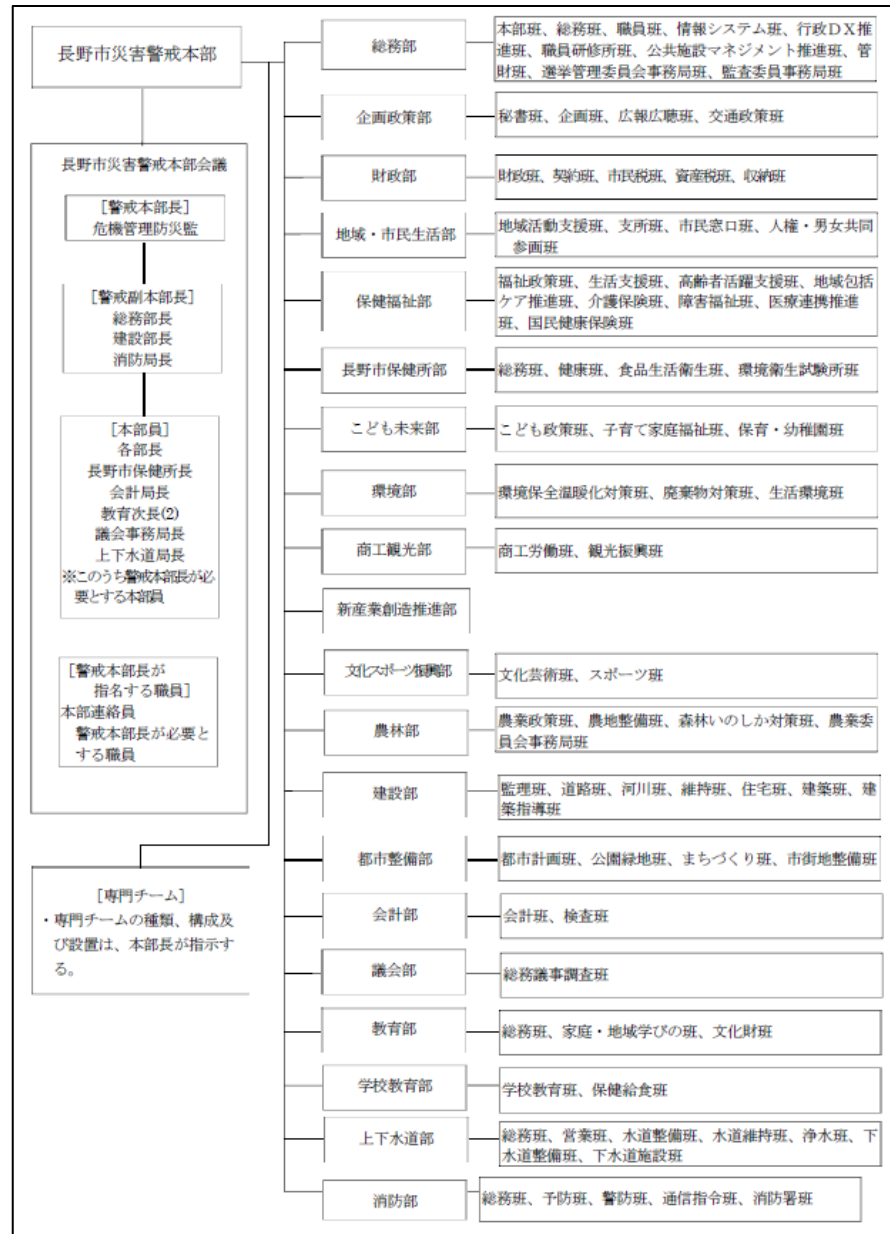 長野市災害警戒本部
長野市災害警戒本部会議
[警戒本部長]
危機管理防災監
[警戒副本部長]
総務部長
建設部長
消防局長
[本部員]
各部長
長野市保健所長
会計局長
教育次長(2)
議会事務局長
上下水道局長
※このうち警戒本部長が必
要とする本部員
[警戒本部長が
指名する職員]
本部連絡員
警戒本部長が必要と
する職員
[専門チーム]
・専門チームの種類、構成及
び設置は、本部長が指示す
る。
総務部
本部班、総務班、職員班、情報システム班、行政DX推
進班、職員研修所班、公共施設マネジメント推進班、管
財班、選挙管理委員会事務局班、監査委員事務局班
企画政策部
秘書班、企画班、広報広聴班、交通政策班
財政部
財政班、契約班、市民税班、資産税班、収納班
地域・市民生活部
地域活動支援班、支所班、市民窓口班、人権・男女共同
参画班
保健福祉部
福祉政策班、生活支援班、高齢者活躍支援班、地域包括
ケア推進班、介護保険班、障害福祉班、医療連携推進
班、国民健康保険班
長野市保健所部
総務班、健康班、食品生活衛生班、環境衛生試験所班
こども未来部
こども政策班、子育て家庭福祉班、保育・幼稚園班
環境部
環境保全温暖化対策班、廃棄物対策班、生活環境班
商工観光部
商工労働班、観光振興班
新産業創造推進部
文化スポーツ振興部
文化芸術班、スポーツ班
農林部
農業政策班、農地整備班、森林いのしか対策班、農業委
員会事務局班
建設部
監理班、道路班、河川班、維持班、住宅班、建築班、建
築指導班
都市整備部
都市計画班、公園緑地班、まちづくり班、市街地整備班
会計部
会計班、検査班
議会部
総務議事調査班
教育部
総務班、家庭・地域学びの班、文化財班
学校教育部
学校教育班、保健給食班
上下水道部
総務班、営業班、水道整備班、水道維持班、浄水班、下
水道整備班、下水道施設班
消防部
総務班、予防班、警防班、通信指令班、消防署班